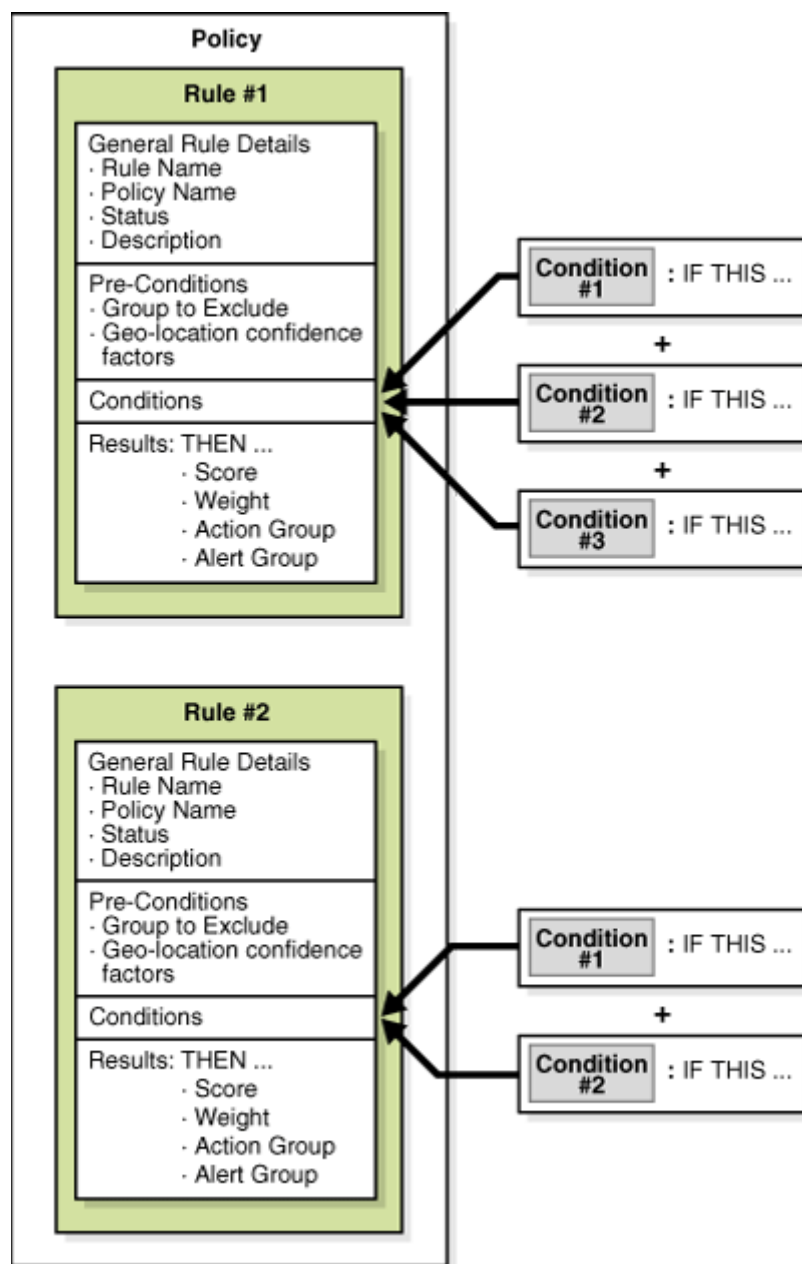 Policy
Rule #1
General Rule Details
· Rule Name
· Policy Name
· Status
· Description
Pre-Conditions
· Group to Exclude
· Geo-location confidence
factors
Conditions
Results: THEN ...
· Score
· Weight
· Action Group
· Alert Group
Condition
#1
: IF THIS ...
+
Condition
#2
: IF THIS ...
+
Condition
#3
: IF THIS ...
Rule #2
General Rule Details
· Rule Name
· Policy Name
· Status
· Description
Pre-Conditions
· Group to Exclude
· Geo-location confidence
factors
Conditions
Results: THEN ...
· Score
· Weight
· Action Group
· Alert Group
Condition
#1
: IF THIS ...
+
Condition
#2
: IF THIS ...